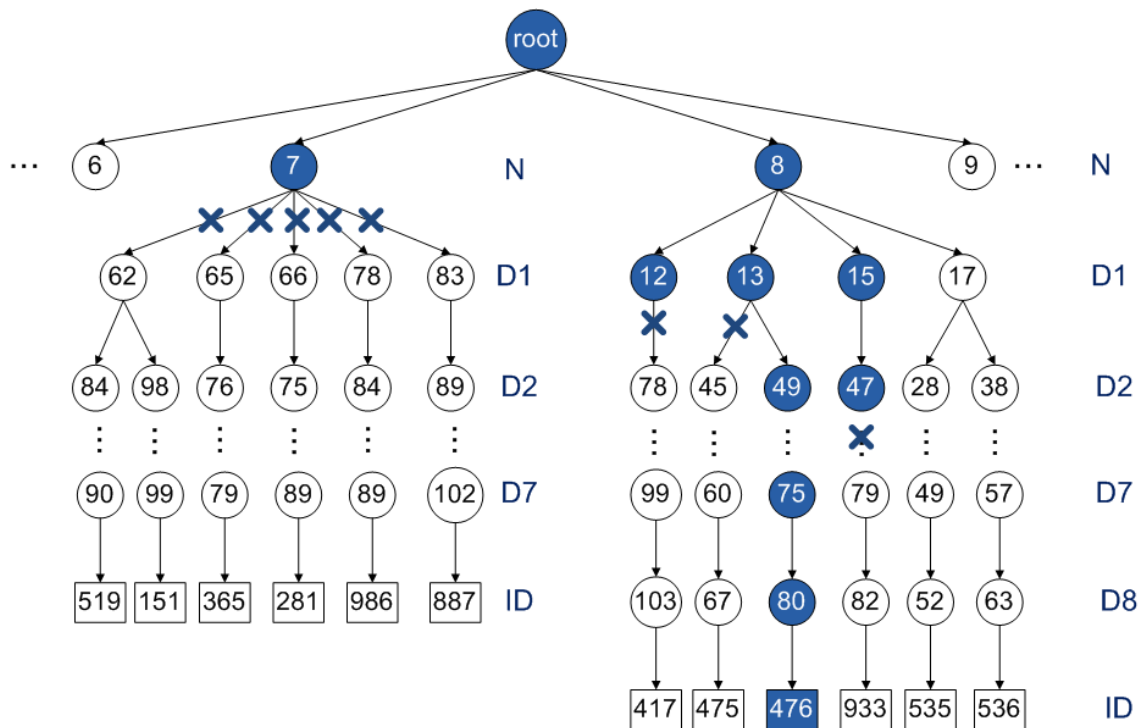 root
... 6 7 N 8 9 ... N
62 65 66 78 83 D1 12 13 15 17 D1
84 98 76 75 84 89 D2 78 45 49 47 28 38 D2
90 99 79 89 89 102 D7 99 60 75 79 49 57 D7
519 151 365 281 986 887 ID 103 67 80 82 52 63 D8
417 475 476 933 535 536 ID